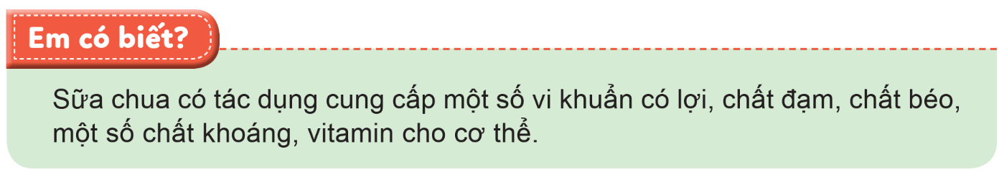 Em có biết?
Sữa chua có tác dụng cung cấp một số vi khuẩn có lợi, chất đạm, chất béo,
một số chất khoáng, vitamin cho cơ thể.